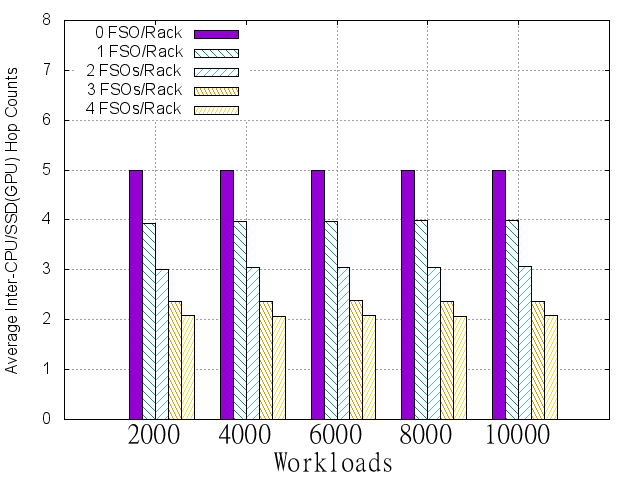 8
7
6
5
4
3
2
1
0
Average Inter-CPU/SSD(GPU) Hop Counts
0 FSO/Rack
1 FSO/Rack
2 FSOs/Rack
3 FSOs/Rack
4 FSOs/Rack
2000 4000 6000 8000 10000
Workloads